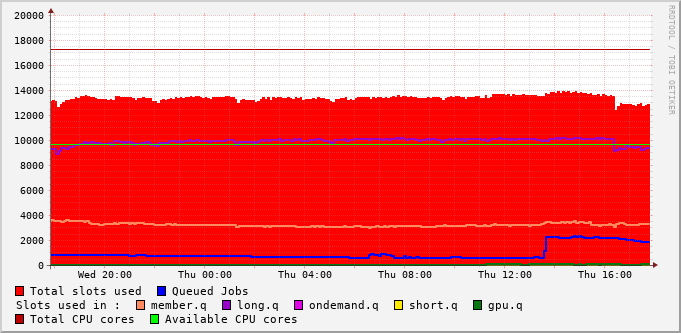 20000
18000
16000
14000
12000
10000
8000
6000
4000
2000
0
Wed 20:00 Thu 00:00 Thu 04:00 Thu 08:00 Thu 12:00 Thu 16:00
RRDTOOL / TOBI OETIKER
Total slots used Queued Jobs
Slots used in : member.q long.q ondemand.q short.q gpu.q
Total CPU cores Available CPU cores